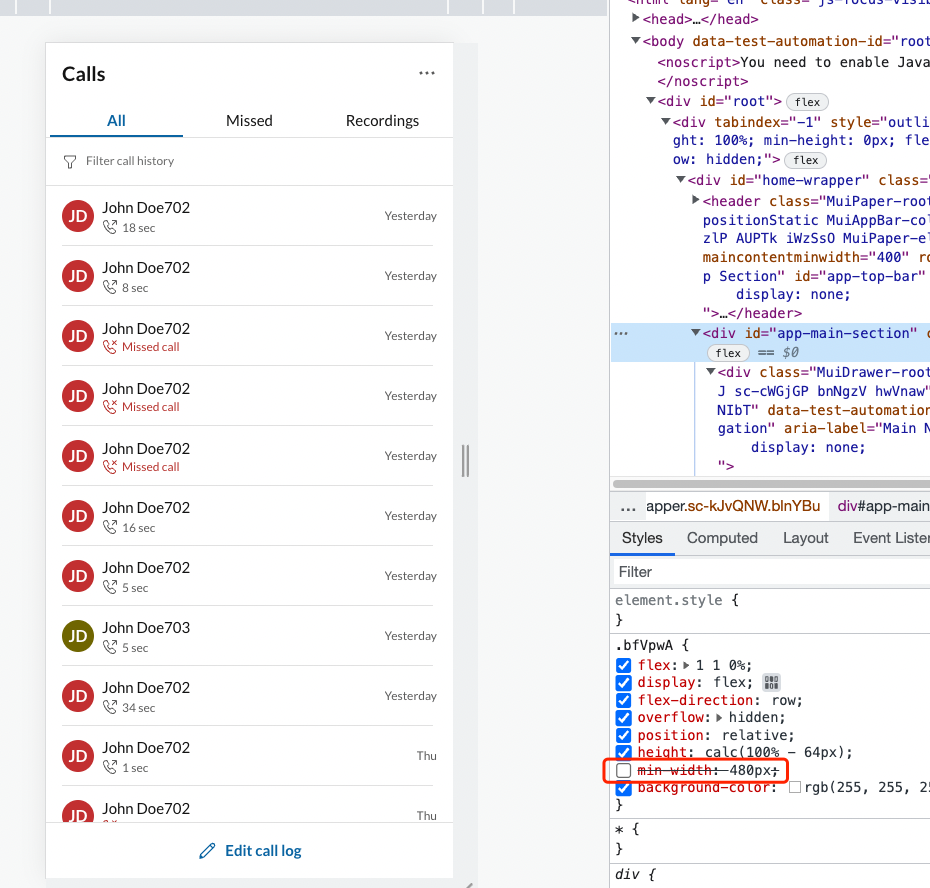 Calls
...
All
Missed
Recordings
Filter call history
JD
John Doe702
18 sec
Yesterday
JD
John Doe702
8 sec
Yesterday
JD
John Doe702
Missed call
Yesterday
JD
John Doe702
Missed call
Yesterday
JD
John Doe702
Missed call
Yesterday
JD
John Doe702
16 sec
Yesterday
JD
John Doe702
5 sec
Yesterday
JD
John Doe703
5 sec
Yesterday
JD
John Doe702
34 sec
Yesterday
JD
John Doe702
1 sec
Thu
JD
John Doe702
Thu
Edit call log
<html lang="en" class="js-focus-visib
<head>…</head>
<body data-test-automation-id="root
<noscript>You need to enable Java
</noscript>
<div id="root"> flex
<div tabindex="-1" style="outli
ght: 100%; min-height: 0px; fle
ow: hidden;"> flex
<div id="home-wrapper" class="
<header class="MuiPaper-root
positionStatic MuiAppBar-col
zlP AUPTk iWzSsO MuiPaper-el
maincontentminwidth="400" ro
p Section" id="app-top-bar"
display: none;
">…</header>
... <div id="app-main-section" c
flex == $0
<div class="MuiDrawer-root
J sc-cWGjGP bnNgzV hwVnaw"
NIbT" data-test-automation
gation" aria-label="Main N
display: none;
">
... apper.sc-kJvQNW.blnYBu div#app-main
Styles Computed Layout Event Listen
Filter
element.style {
}
.bfVpwA {
flex: 1 1 0%;
display: flex;
flex-direction: row;
overflow: hidden;
position: relative;
height: calc(100% - 64px);
min-width: 480px;
background-color: rgb(255, 255, 25
}
* {
}
div {